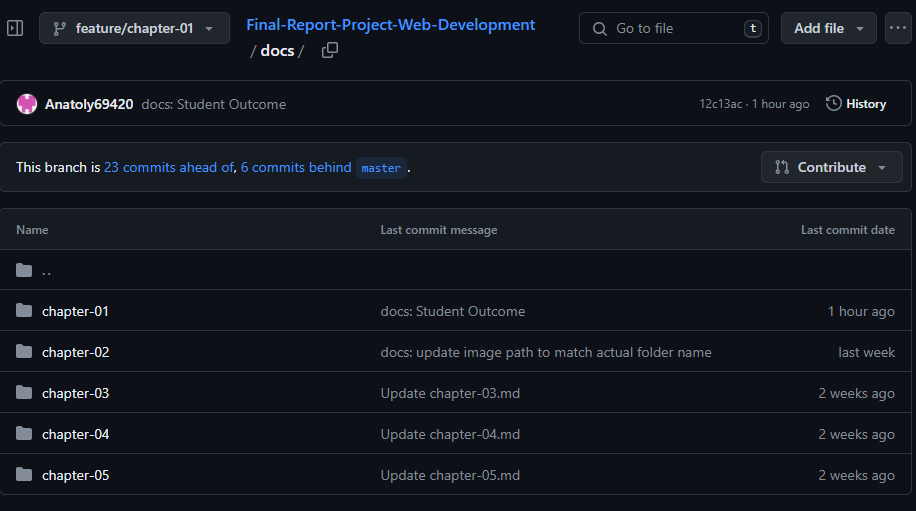 feature/chapter-01
Final-Report-Project-Web-Development
/ docs /
Go to file
t
Add file
Anatoly69420 docs: Student Outcome
12c13ac · 1 hour ago
History
This branch is 23 commits ahead of, 6 commits behind master .
Contribute
Name Last commit message Last commit date
..
chapter-01 docs: Student Outcome 1 hour ago
chapter-02 docs: update image path to match actual folder name last week
chapter-03 Update chapter-03.md 2 weeks ago
chapter-04 Update chapter-04.md 2 weeks ago
chapter-05 Update chapter-05.md 2 weeks ago